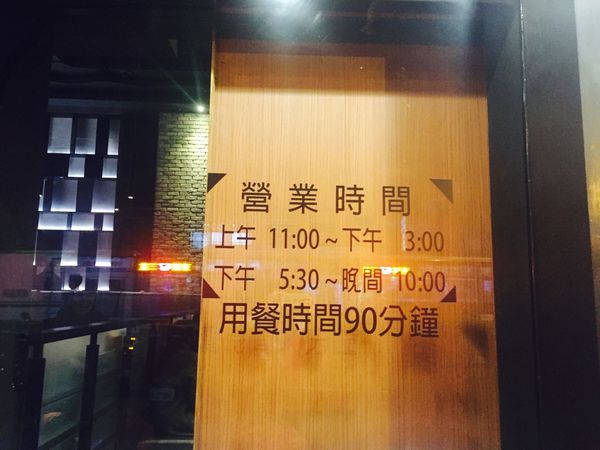 營業時間
上午 11:00～下午 3:00
下午 5:30～晚間 10:00
用餐時間90分鐘